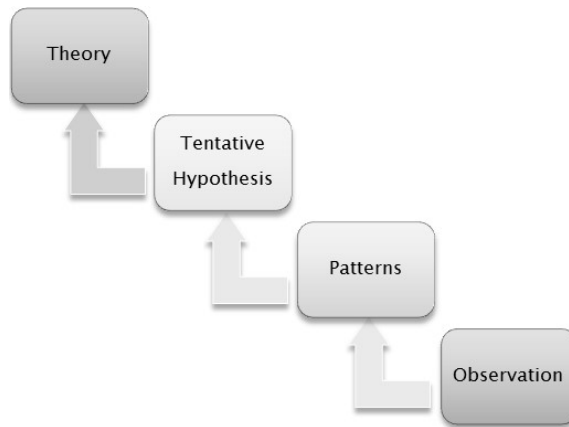 Theory
Tentative
Hypothesis
Patterns
Observation